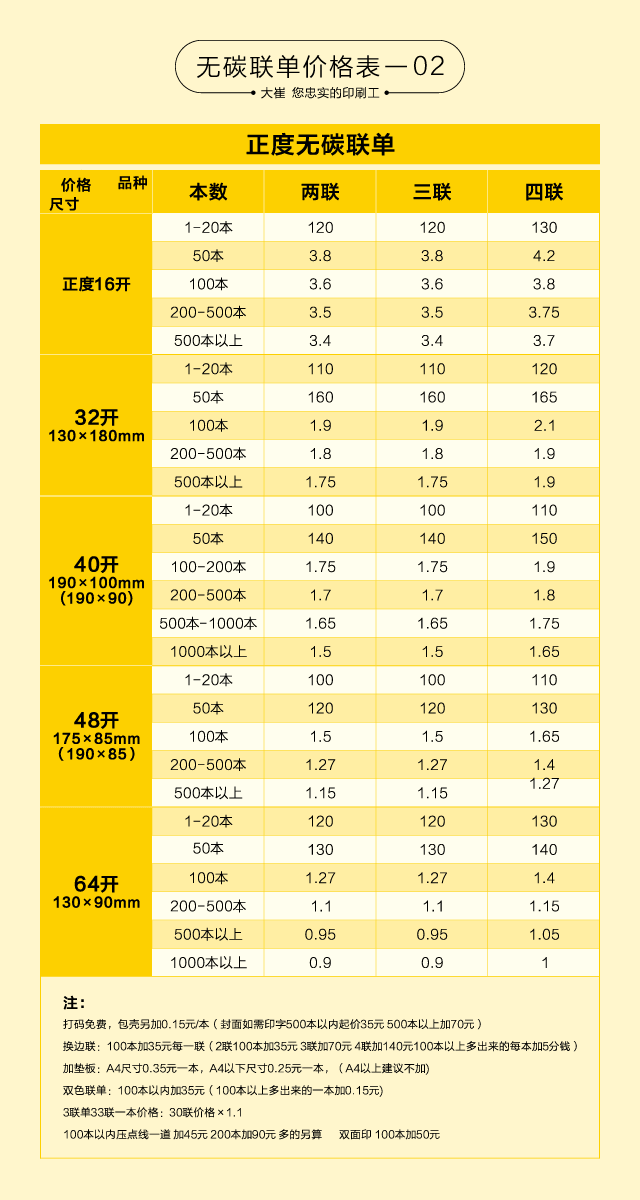 无碳联单价格表一02
大崔 您忠实的印刷工
正度无碳联单
价格 品种 尺寸 本数 两联 三联 四联
正度16开
1-20本 120 120 130
50本 3.8 3.8 4.2
100本 3.6 3.6 3.8
200-500本 3.5 3.5 3.75
500本以上 3.4 3.4 3.7
32开
130×180mm
1-20本 110 110 120
50本 160 160 165
100本 1.9 1.9 2.1
200-500本 1.8 1.8 1.9
500本以上 1.75 1.75 1.9
40开
190×100mm
(190×90)
1-20本 100 100 110
50本 140 140 150
100-200本 1.75 1.75 1.9
200-500本 1.7 1.7 1.8
500本-1000本 1.65 1.65 1.75
1000本以上 1.5 1.5 1.65
48开
175×85mm
(190×85)
1-20本 100 100 110
50本 120 120 130
100本 1.5 1.5 1.65
200-500本 1.27 1.27 1.4
500本以上 1.15 1.15 1.27
64开
130×90mm
1-20本 120 120 130
50本 130 130 140
100本 1.27 1.27 1.4
200-500本 1.1 1.1 1.15
500本以上 0.95 0.95 1.05
1000本以上 0.9 0.9 1
注：
打码免费，包壳另加0.15元/本（封面如需印字500本以内起价35元 500本以上加70元）
换边联：100本加35元每一联（2联100本加35元 3联加70元 4联加140元100本以上多出来的每本加5分钱）
加垫板：A4尺寸0.35元一本，A4以下尺寸0.25元一本，（A4以上建议不加)
双色联单：100本以内加35元(100本以上多出来的一本加0.15元)
3联单33联一本价格：30联价格×1.1
100本以内压点线一道 加45元 200本加90元 多的另算 双面印 100本加50元